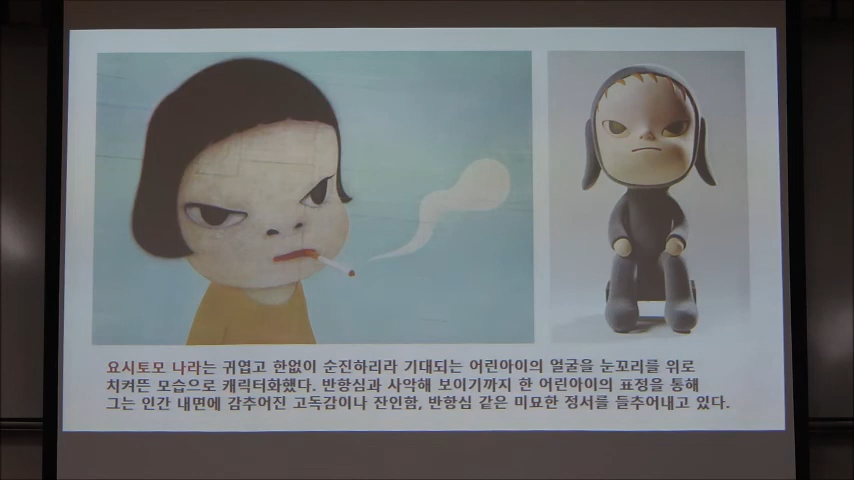 요시토모 나라는 귀엽고 한없이 순진하리라 기대되는 어린아이의 얼굴을 눈꼬리를 위로
치켜뜬 모습으로 캐릭터화했다. 반항심과 사악해 보이기까지 한 어린아이의 표정을 통해
그는 인간 내면에 감추어진 고독감이나 잔인함, 반항심 같은 미묘한 정서를 들추어내고 있다.